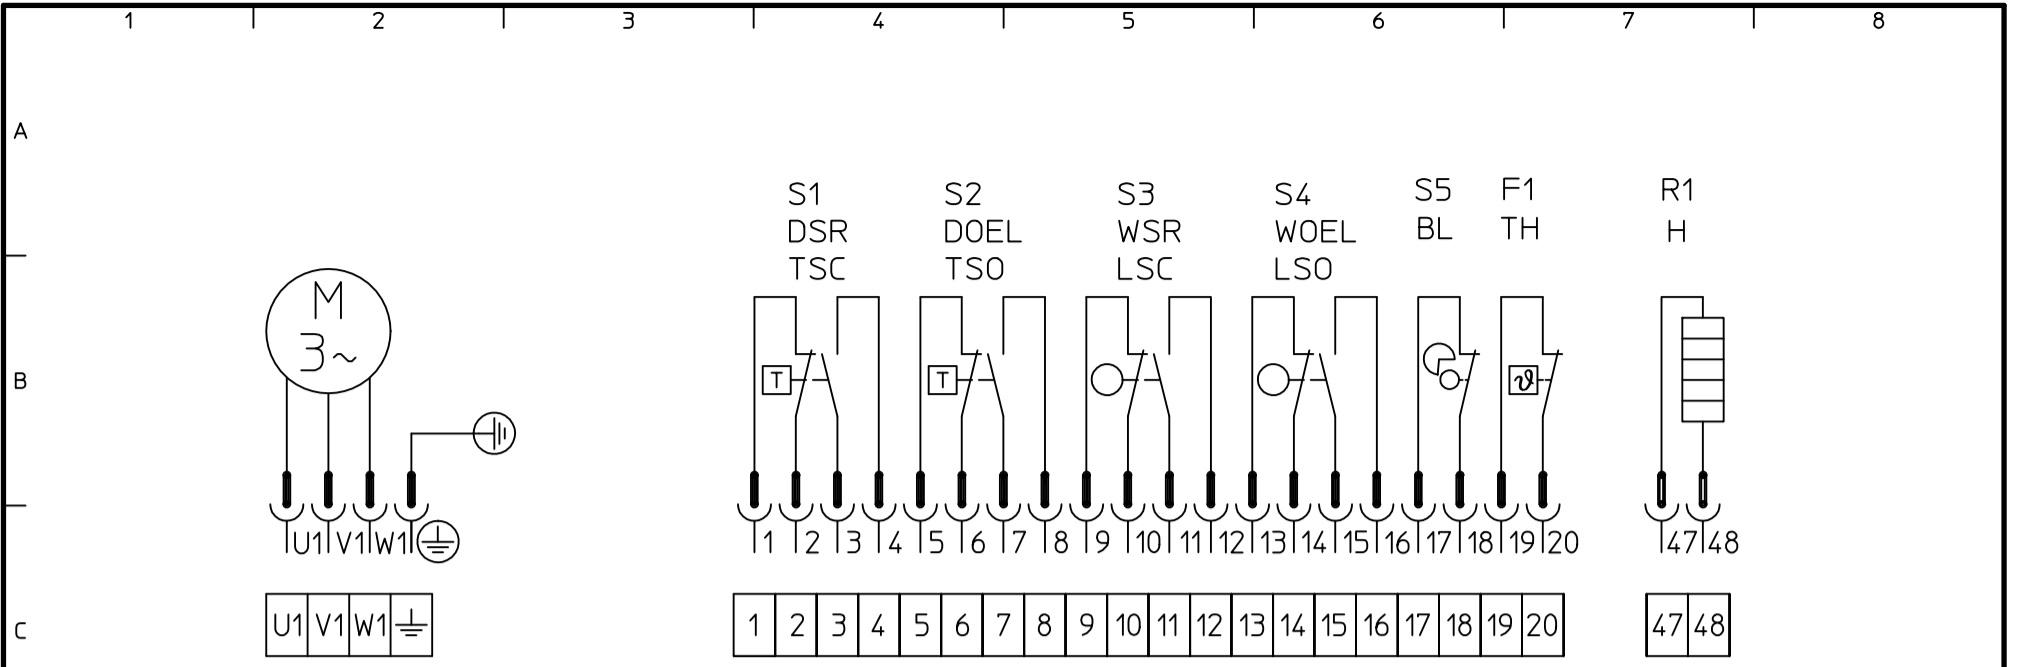 1 2 3 4 5 6 7 8
A
S1 S2 S3 S4 S5 F1 R1
DSR DOEL WSR WOEL BL TH H
TSC TSO LSC LSO
M
3~
B
T T ϑ
U1 V1 W1 1 2 3 4 5 6 7 8 9 10 11 12 13 14 15 16 17 18 19 20 47 48
C
U1 V1 W1 1 2 3 4 5 6 7 8 9 10 11 12 13 14 15 16 17 18 19 20 47 48